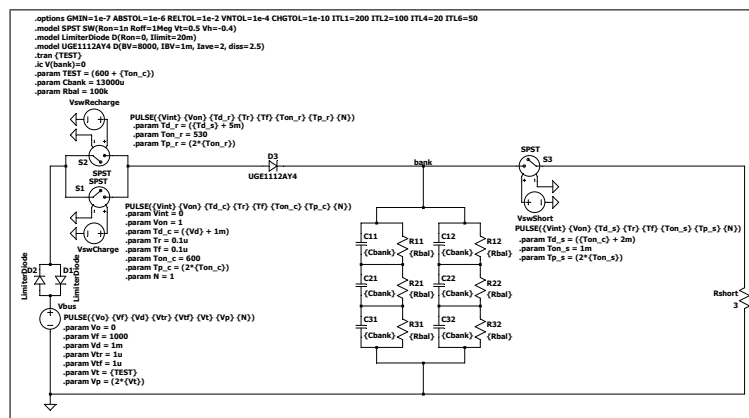 .options GMIN=1e-7 ABSTOL=1e-6 RELTOL=1e-2 VNTOL=1e-4 CHGTOL=1e-10 ITL1=200 ITL2=100 ITL4=20 ITL6=50
.model SPST SW(Ron=1n Roff=1Meg Vt=0.5 Vh=-0.4)
.model LimiterDiode D(Ron=0, Ilimit=20m)
.model UGE1112AY4 D(BV=8000, IBV=1m, Iave=2, diss=2.5)
.tran {TEST}
.ic V(bank)=0
.param TEST = (600 + {Ton_c})
.param Cbank = 13000u
.param Rbal = 100k
VswRecharge
PULSE({Vint} {Von} {Td_r} {Tr} {Tf} {Ton_r} {Tp_r} {N})
.param Td_r = ({Td_s} + 5m)
.param Ton_r = 530
.param Tp_r = (2*{Ton_r})
S2
SPST
D3
UGE1112AY4
bank
SPST
S3
S1
SPST
VswCharge
PULSE({Vint} {Von} {Td_c} {Tr} {Tf} {Ton_c} {Tp_c} {N})
.param Vint = 0
.param Von = 1
.param Td_c = ({Vd} + 1m)
.param Tr = 0.1u
.param Tf = 0.1u
.param Ton_c = 600
.param Tp_c = (2*{Ton_c})
.param N = 1
VswShort
PULSE({Vint} {Von} {Td_s} {Tr} {Tf} {Ton_s} {Tp_s} {N})
.param Td_s = ({Ton_c} + 2m)
.param Ton_s = 1m
.param Tp_s = (2*{Ton_s})
C11
{Cbank}
R11
{Rbal}
C12
{Cbank}
R12
{Rbal}
C21
{Cbank}
R21
{Rbal}
C22
{Cbank}
R22
{Rbal}
C31
{Cbank}
R31
{Rbal}
C32
{Cbank}
R32
{Rbal}
LimiterDiode
D2
D1
LimiterDiode
Vbus
PULSE({Vo} {Vf} {Vd} {Vtr} {Vtf} {Vt} {Vp} {N})
.param Vo = 0
.param Vf = 1000
.param Vd = 1m
.param Vtr = 1u
.param Vtf = 1u
.param Vt = {TEST}
.param Vp = (2*{Vt})
Rshort
3